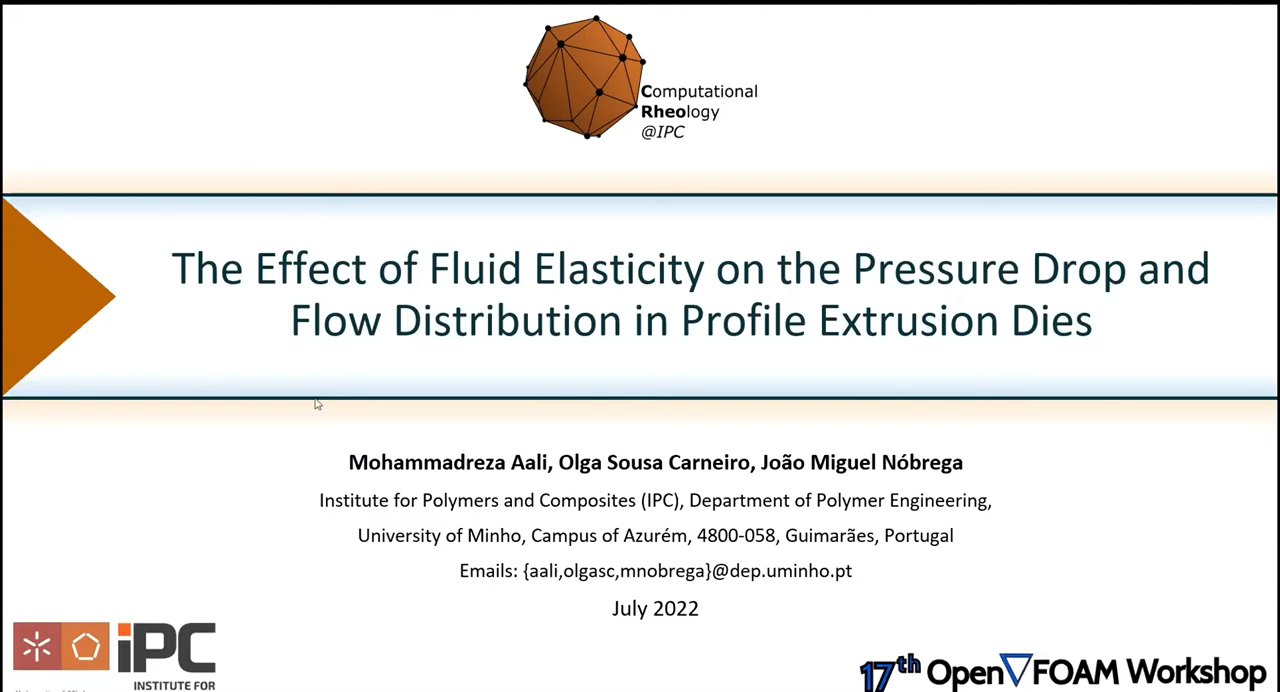 Computational
Rheology
@IPC
The Effect of Fluid Elasticity on the Pressure Drop and
Flow Distribution in Profile Extrusion Dies
Mohammadreza Aali, Olga Sousa Carneiro, João Miguel Nóbrega
Institute for Polymers and Composites (IPC), Department of Polymer Engineering,
University of Minho, Campus of Azurém, 4800-058, Guimarães, Portugal
Emails: {aali,olgasc,mnobrega}@dep.uminho.pt
July 2022
iPC
INSTITUTE FOR
17th Open∇FOAM Workshop